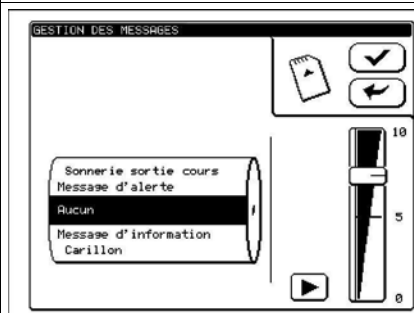 GESTION DES MESSAGES
10
Sonnerie sortie cours
Message d'alerte
Aucun
5
Message d'information
Carillon
0